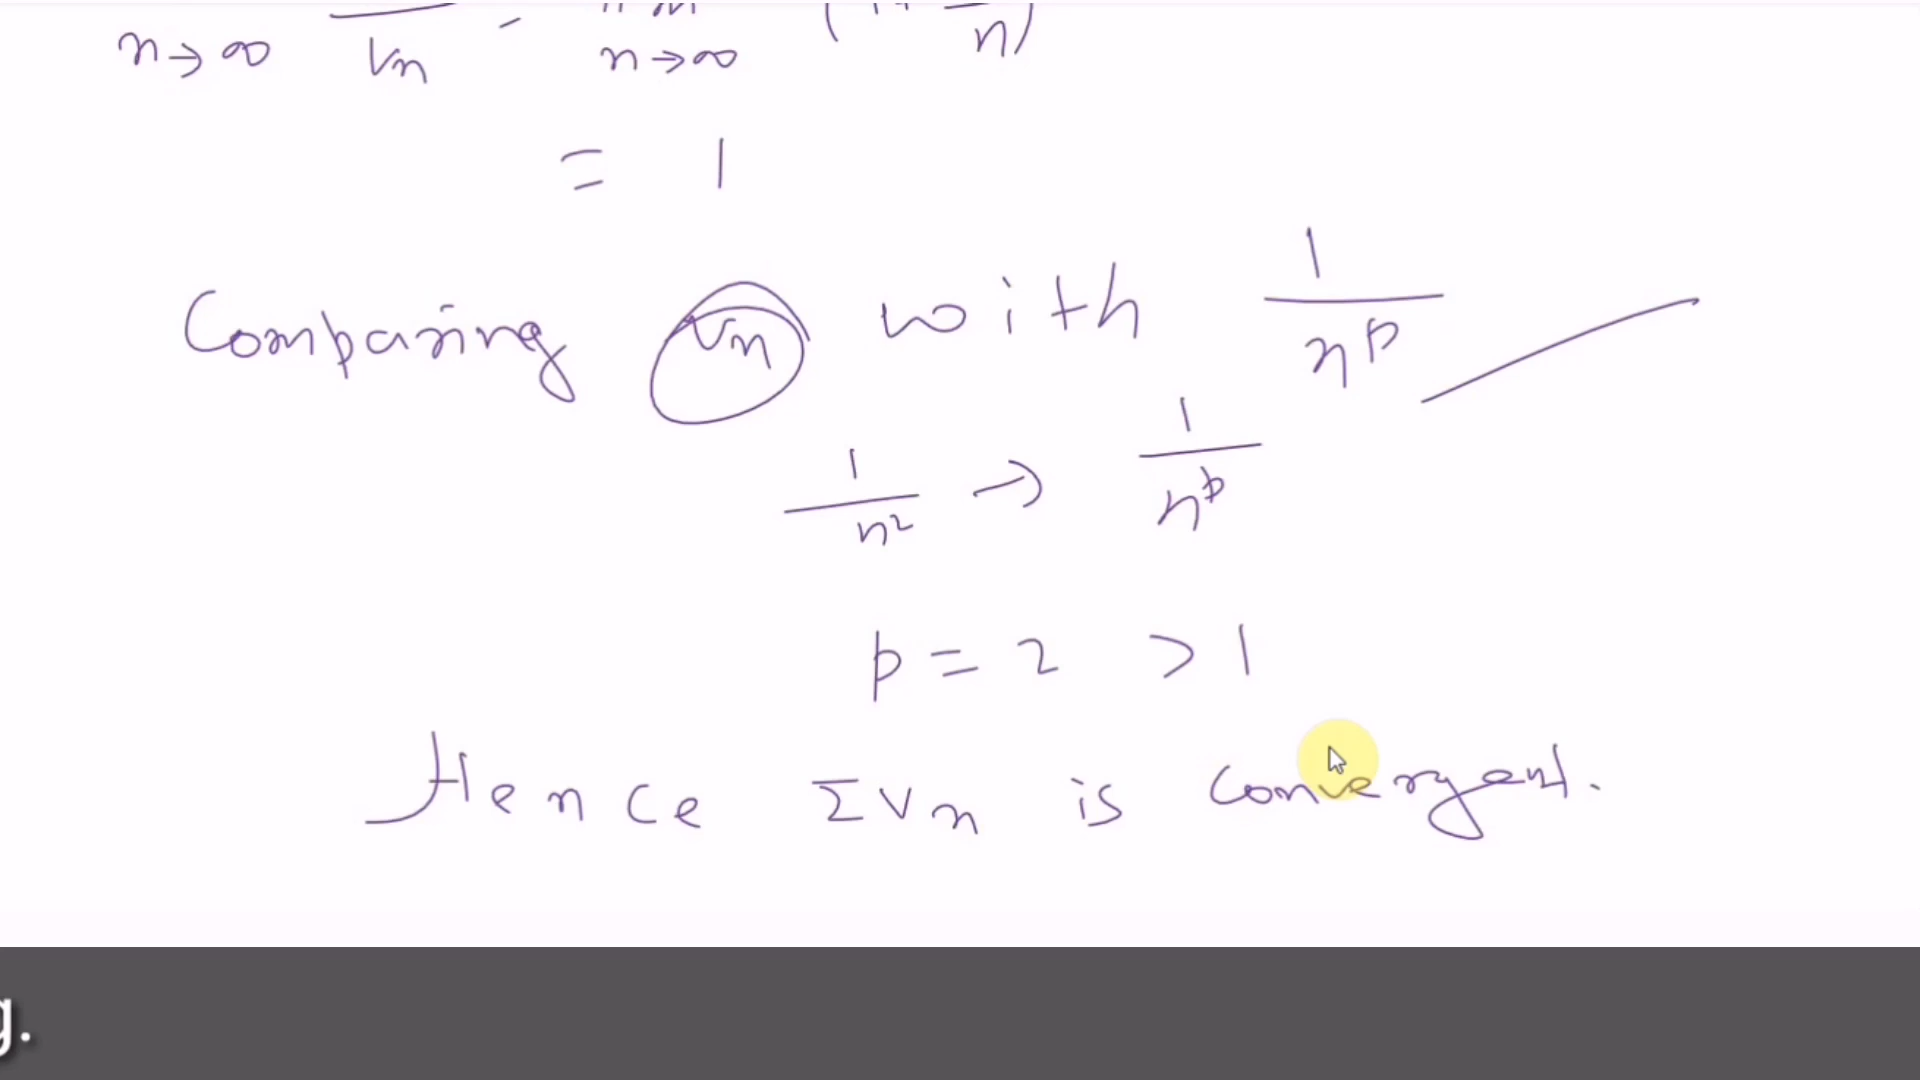 n→∞ Vn = n→∞ n)
= 1
Comparing Vn with 1/n^p
1/n² → 1/n^p
p = 2 > 1
Hence ΣVn is convergent.
g.